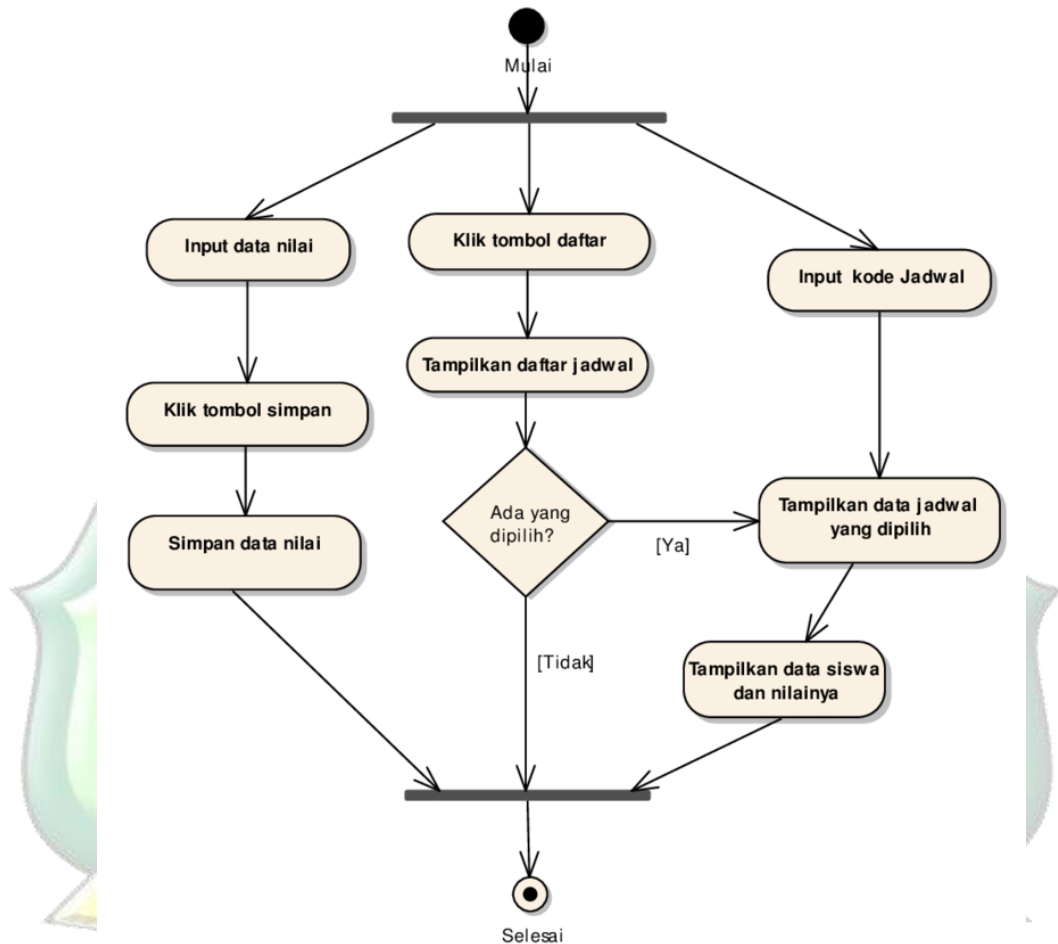 Mulai
Input data nilai
Klik tombol daftar
Input kode Jadwal
Tampilkan daftar jadwal
Klik tombol simpan
Ada yang
dipilih?
[Ya]
Tampilkan data jadwal
yang dipilih
Simpan data nilai
[Tidak]
Tampilkan data siswa
dan nilainya
Selesai